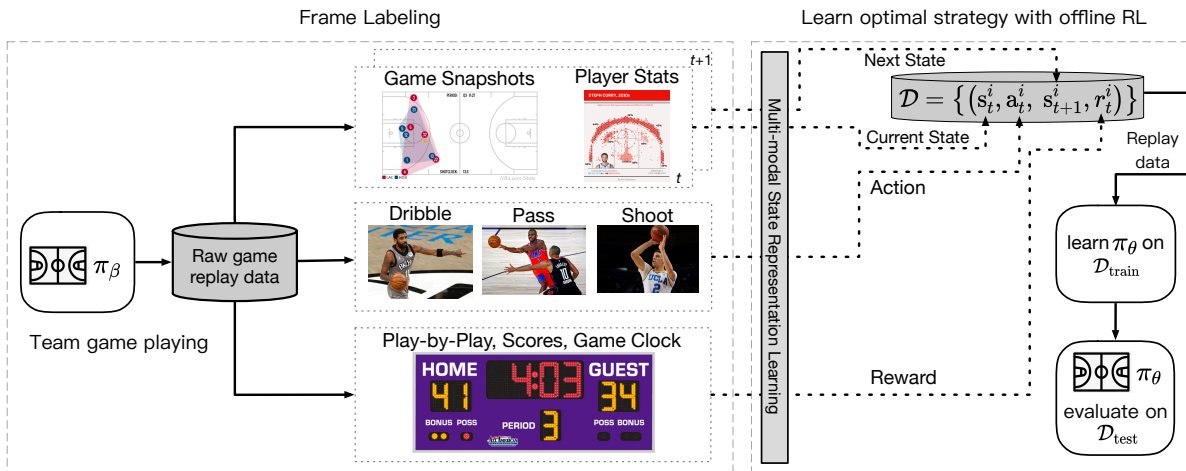 Frame Labeling
Learn optimal strategy with offline RL
t+1
Game Snapshots
Player Stats
STEPH CURRY, 2010s
t
Dribble
Pass
Shoot
Raw game
replay data
π_β
Team game playing
Play-by-Play, Scores, Game Clock
HOME
4:03
GUEST
41
34
BONUS POSS
PERIOD
3
POSS BONUS
Multi-modal State Representation Learning
Next State
𝒟 = {(s_t^i, a_t^i, s_{t+1}^i, r_t^i)}
Current State
Replay
data
Action
Reward
learn π_θ on
𝒟_train
π_θ
evaluate on
𝒟_test